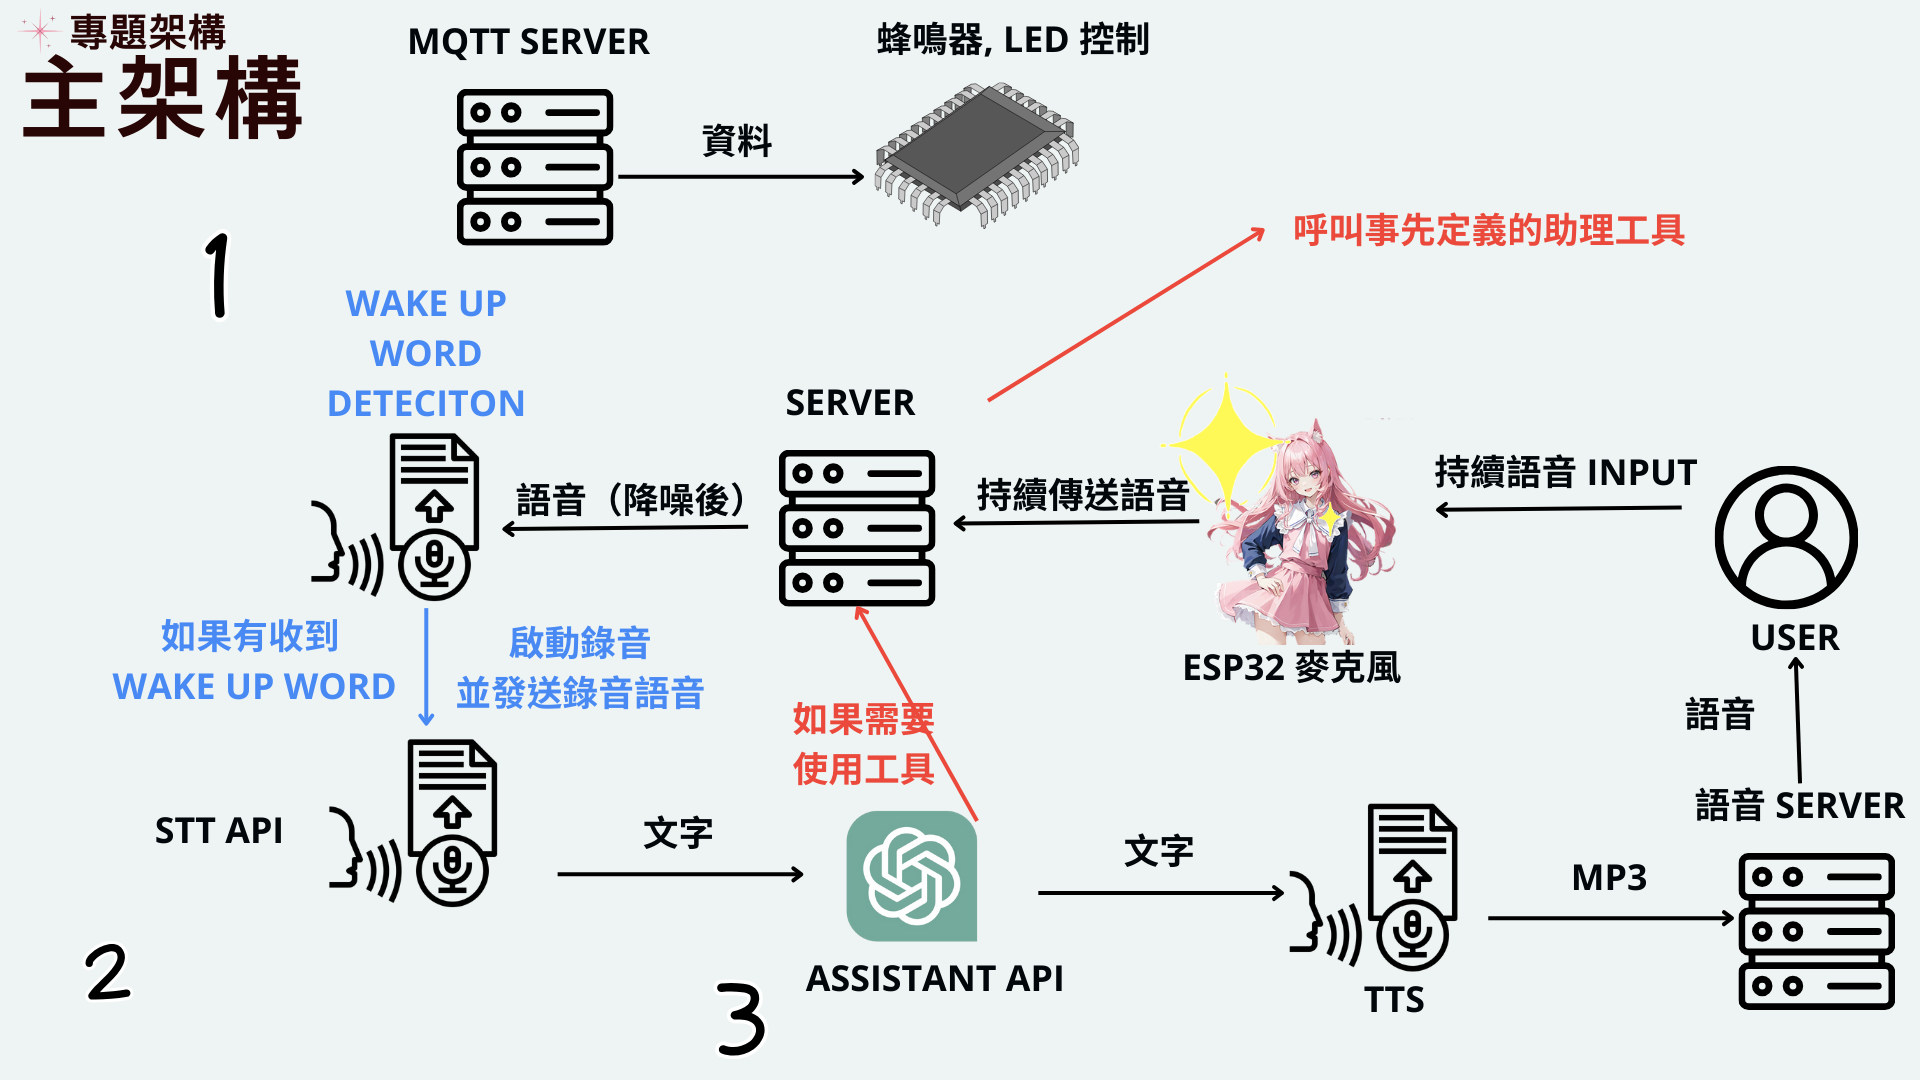 專題架構
主架構
MQTT SERVER
資料
蜂鳴器, LED 控制
呼叫事先定義的助理工具
1
WAKE UP
WORD
DETECITON
語音（降噪後）
SERVER
持續傳送語音
ESP32 麥克風
持續語音 INPUT
USER
語音
語音 SERVER
如果有收到
WAKE UP WORD
啟動錄音
並發送錄音語音
如果需要
使用工具
STT API
文字
ASSISTANT API
文字
TTS
MP3
2
3